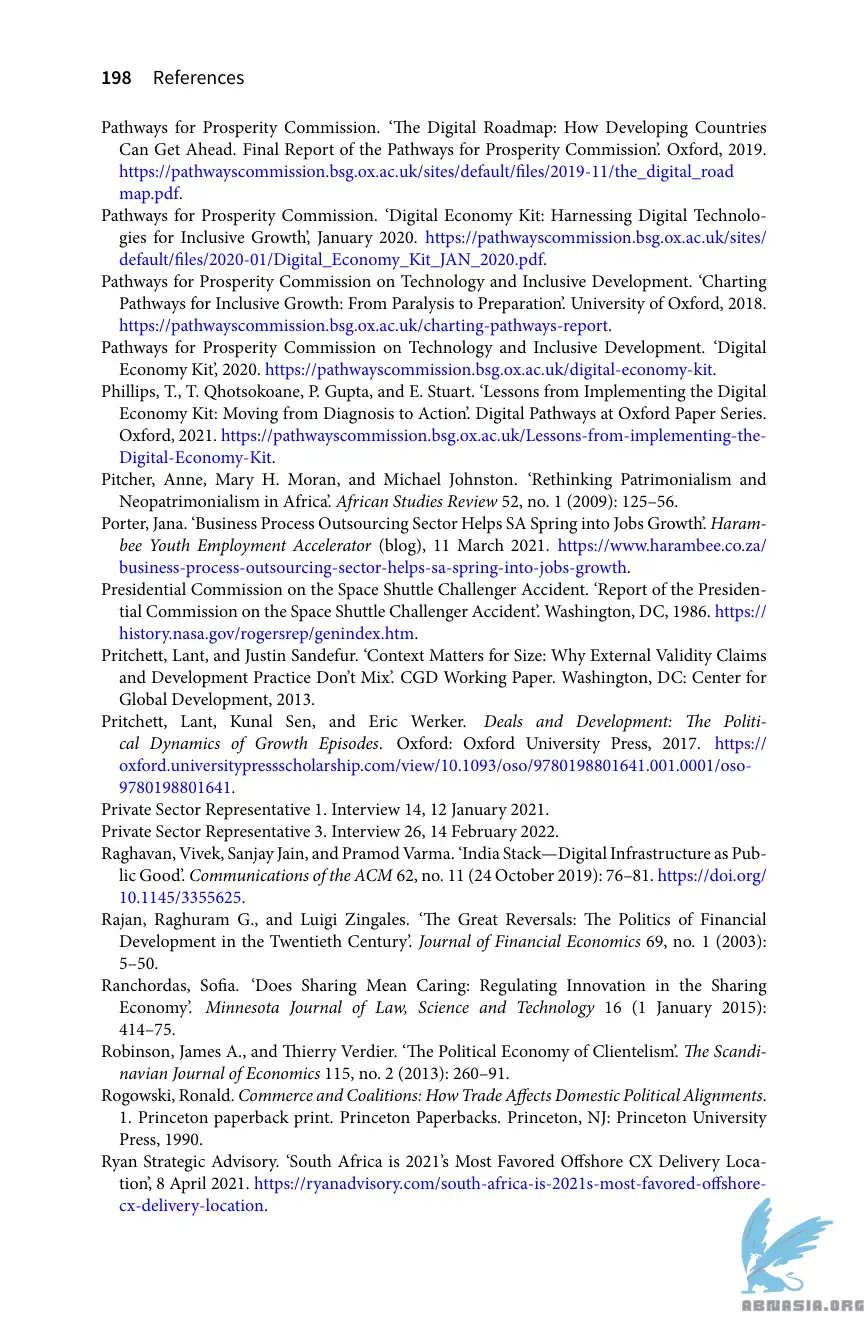 198 References
Pathways for Prosperity Commission. ‘The Digital Roadmap: How Developing Countries
Can Get Ahead. Final Report of the Pathways for Prosperity Commission’. Oxford, 2019.
https://pathwayscommission.bsg.ox.ac.uk/sites/default/files/2019-11/the_digital_road
map.pdf.
Pathways for Prosperity Commission. ‘Digital Economy Kit: Harnessing Digital Technolo-
gies for Inclusive Growth’, January 2020. https://pathwayscommission.bsg.ox.ac.uk/sites/
default/files/2020-01/Digital_Economy_Kit_JAN_2020.pdf.
Pathways for Prosperity Commission on Technology and Inclusive Development. ‘Charting
Pathways for Inclusive Growth: From Paralysis to Preparation’. University of Oxford, 2018.
https://pathwayscommission.bsg.ox.ac.uk/charting-pathways-report.
Pathways for Prosperity Commission on Technology and Inclusive Development. ‘Digital
Economy Kit’, 2020. https://pathwayscommission.bsg.ox.ac.uk/digital-economy-kit.
Phillips, T., T. Qhotsokoane, P. Gupta, and E. Stuart. ‘Lessons from Implementing the Digital
Economy Kit: Moving from Diagnosis to Action’. Digital Pathways at Oxford Paper Series.
Oxford, 2021. https://pathwayscommission.bsg.ox.ac.uk/Lessons-from-implementing-the-
Digital-Economy-Kit.
Pitcher, Anne, Mary H. Moran, and Michael Johnston. ‘Rethinking Patrimonialism and
Neopatrimonialism in Africa’. African Studies Review 52, no. 1 (2009): 125–56.
Porter, Jana. ‘Business Process Outsourcing Sector Helps SA Spring into Jobs Growth’. Haram-
bee Youth Employment Accelerator (blog), 11 March 2021. https://www.harambee.co.za/
business-process-outsourcing-sector-helps-sa-spring-into-jobs-growth.
Presidential Commission on the Space Shuttle Challenger Accident. ‘Report of the Presiden-
tial Commission on the Space Shuttle Challenger Accident’. Washington, DC, 1986. https://
history.nasa.gov/rogersrep/genindex.htm.
Pritchett, Lant, and Justin Sandefur. ‘Context Matters for Size: Why External Validity Claims
and Development Practice Don’t Mix’. CGD Working Paper. Washington, DC: Center for
Global Development, 2013.
Pritchett, Lant, Kunal Sen, and Eric Werker. Deals and Development: The Politi-
cal Dynamics of Growth Episodes. Oxford: Oxford University Press, 2017. https://
oxford.universitypressscholarship.com/view/10.1093/oso/9780198801641.001.0001/oso-
9780198801641.
Private Sector Representative 1. Interview 14, 12 January 2021.
Private Sector Representative 3. Interview 26, 14 February 2022.
Raghavan, Vivek, Sanjay Jain, and Pramod Varma. ‘India Stack—Digital Infrastructure as Pub-
lic Good’. Communications of the ACM 62, no. 11 (24 October 2019): 76–81. https://doi.org/
10.1145/3355625.
Rajan, Raghuram G., and Luigi Zingales. ‘The Great Reversals: The Politics of Financial
Development in the Twentieth Century’. Journal of Financial Economics 69, no. 1 (2003):
5–50.
Ranchordas, Sofia. ‘Does Sharing Mean Caring: Regulating Innovation in the Sharing
Economy’. Minnesota Journal of Law, Science and Technology 16 (1 January 2015):
414–75.
Robinson, James A., and Thierry Verdier. ‘The Political Economy of Clientelism’. The Scandi-
navian Journal of Economics 115, no. 2 (2013): 260–91.
Rogowski, Ronald. Commerce and Coalitions: How Trade Affects Domestic Political Alignments.
1. Princeton paperback print. Princeton Paperbacks. Princeton, NJ: Princeton University
Press, 1990.
Ryan Strategic Advisory. ‘South Africa is 2021’s Most Favored Offshore CX Delivery Loca-
tion’, 8 April 2021. https://ryanadvisory.com/south-africa-is-2021s-most-favored-offshore-
cx-delivery-location.
ABNASIA.ORG